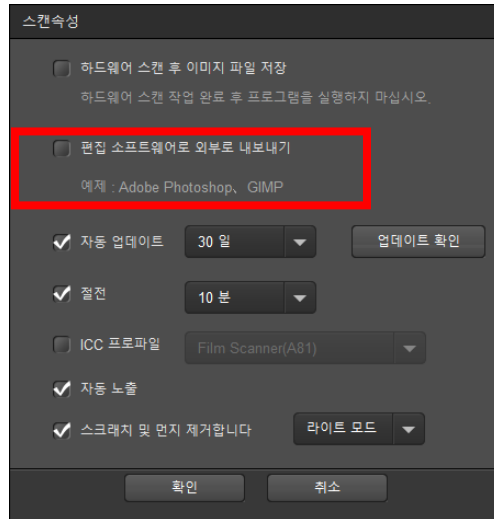 스캔속성
하드웨어 스캔 후 이미지 파일 저장
하드웨어 스캔 작업 완료 후 프로그램을 실행하지 마십시오.
편집 소프트웨어로 외부로 내보내기
예제 : Adobe Photoshop、GIMP
자동 업데이트 30 일 업데이트 확인
절전 10 분
ICC 프로파일 Film Scanner(A81)
자동 노출
스크래치 및 먼지 제거합니다 라이트 모드
확인 취소